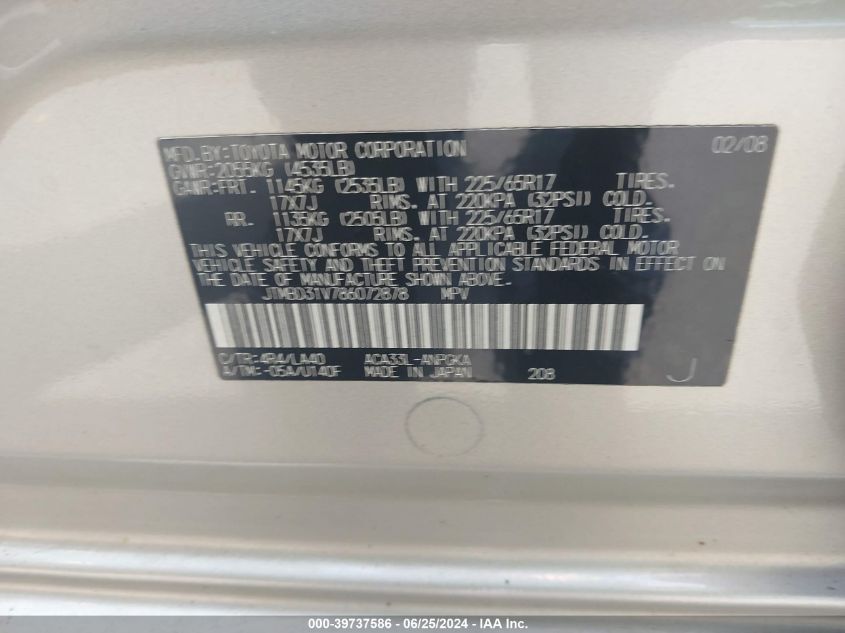 MFD.BY:TOYOTA MOTOR CORPORATION 02/08
GVWR:2055KG (4535LB)
GAWR:FRT. 1145KG (2535LB) WITH 225/65R17 TIRES.
17X7J RIMS. AT 220KPA (32PSI) COLD.
RR. 1135KG (2505LB) WITH 225/65R17 TIRES.
17X7J RIMS. AT 220KPA (32PSI) COLD.
THIS VEHICLE CONFORMS TO ALL APPLICABLE FEDERAL MOTOR
VEHICLE SAFETY AND THEFT PREVENTION STANDARDS IN EFFECT ON
THE DATE OF MANUFACTURE SHOWN ABOVE.
JTMBD31V786072878 MPV
C/TR:4R4/LA40 ACA33L-ANPGKA
A/TM:-05A/U140F MADE IN JAPAN 208 J
000-39737586 / 06/25/2024 - IAA Inc.